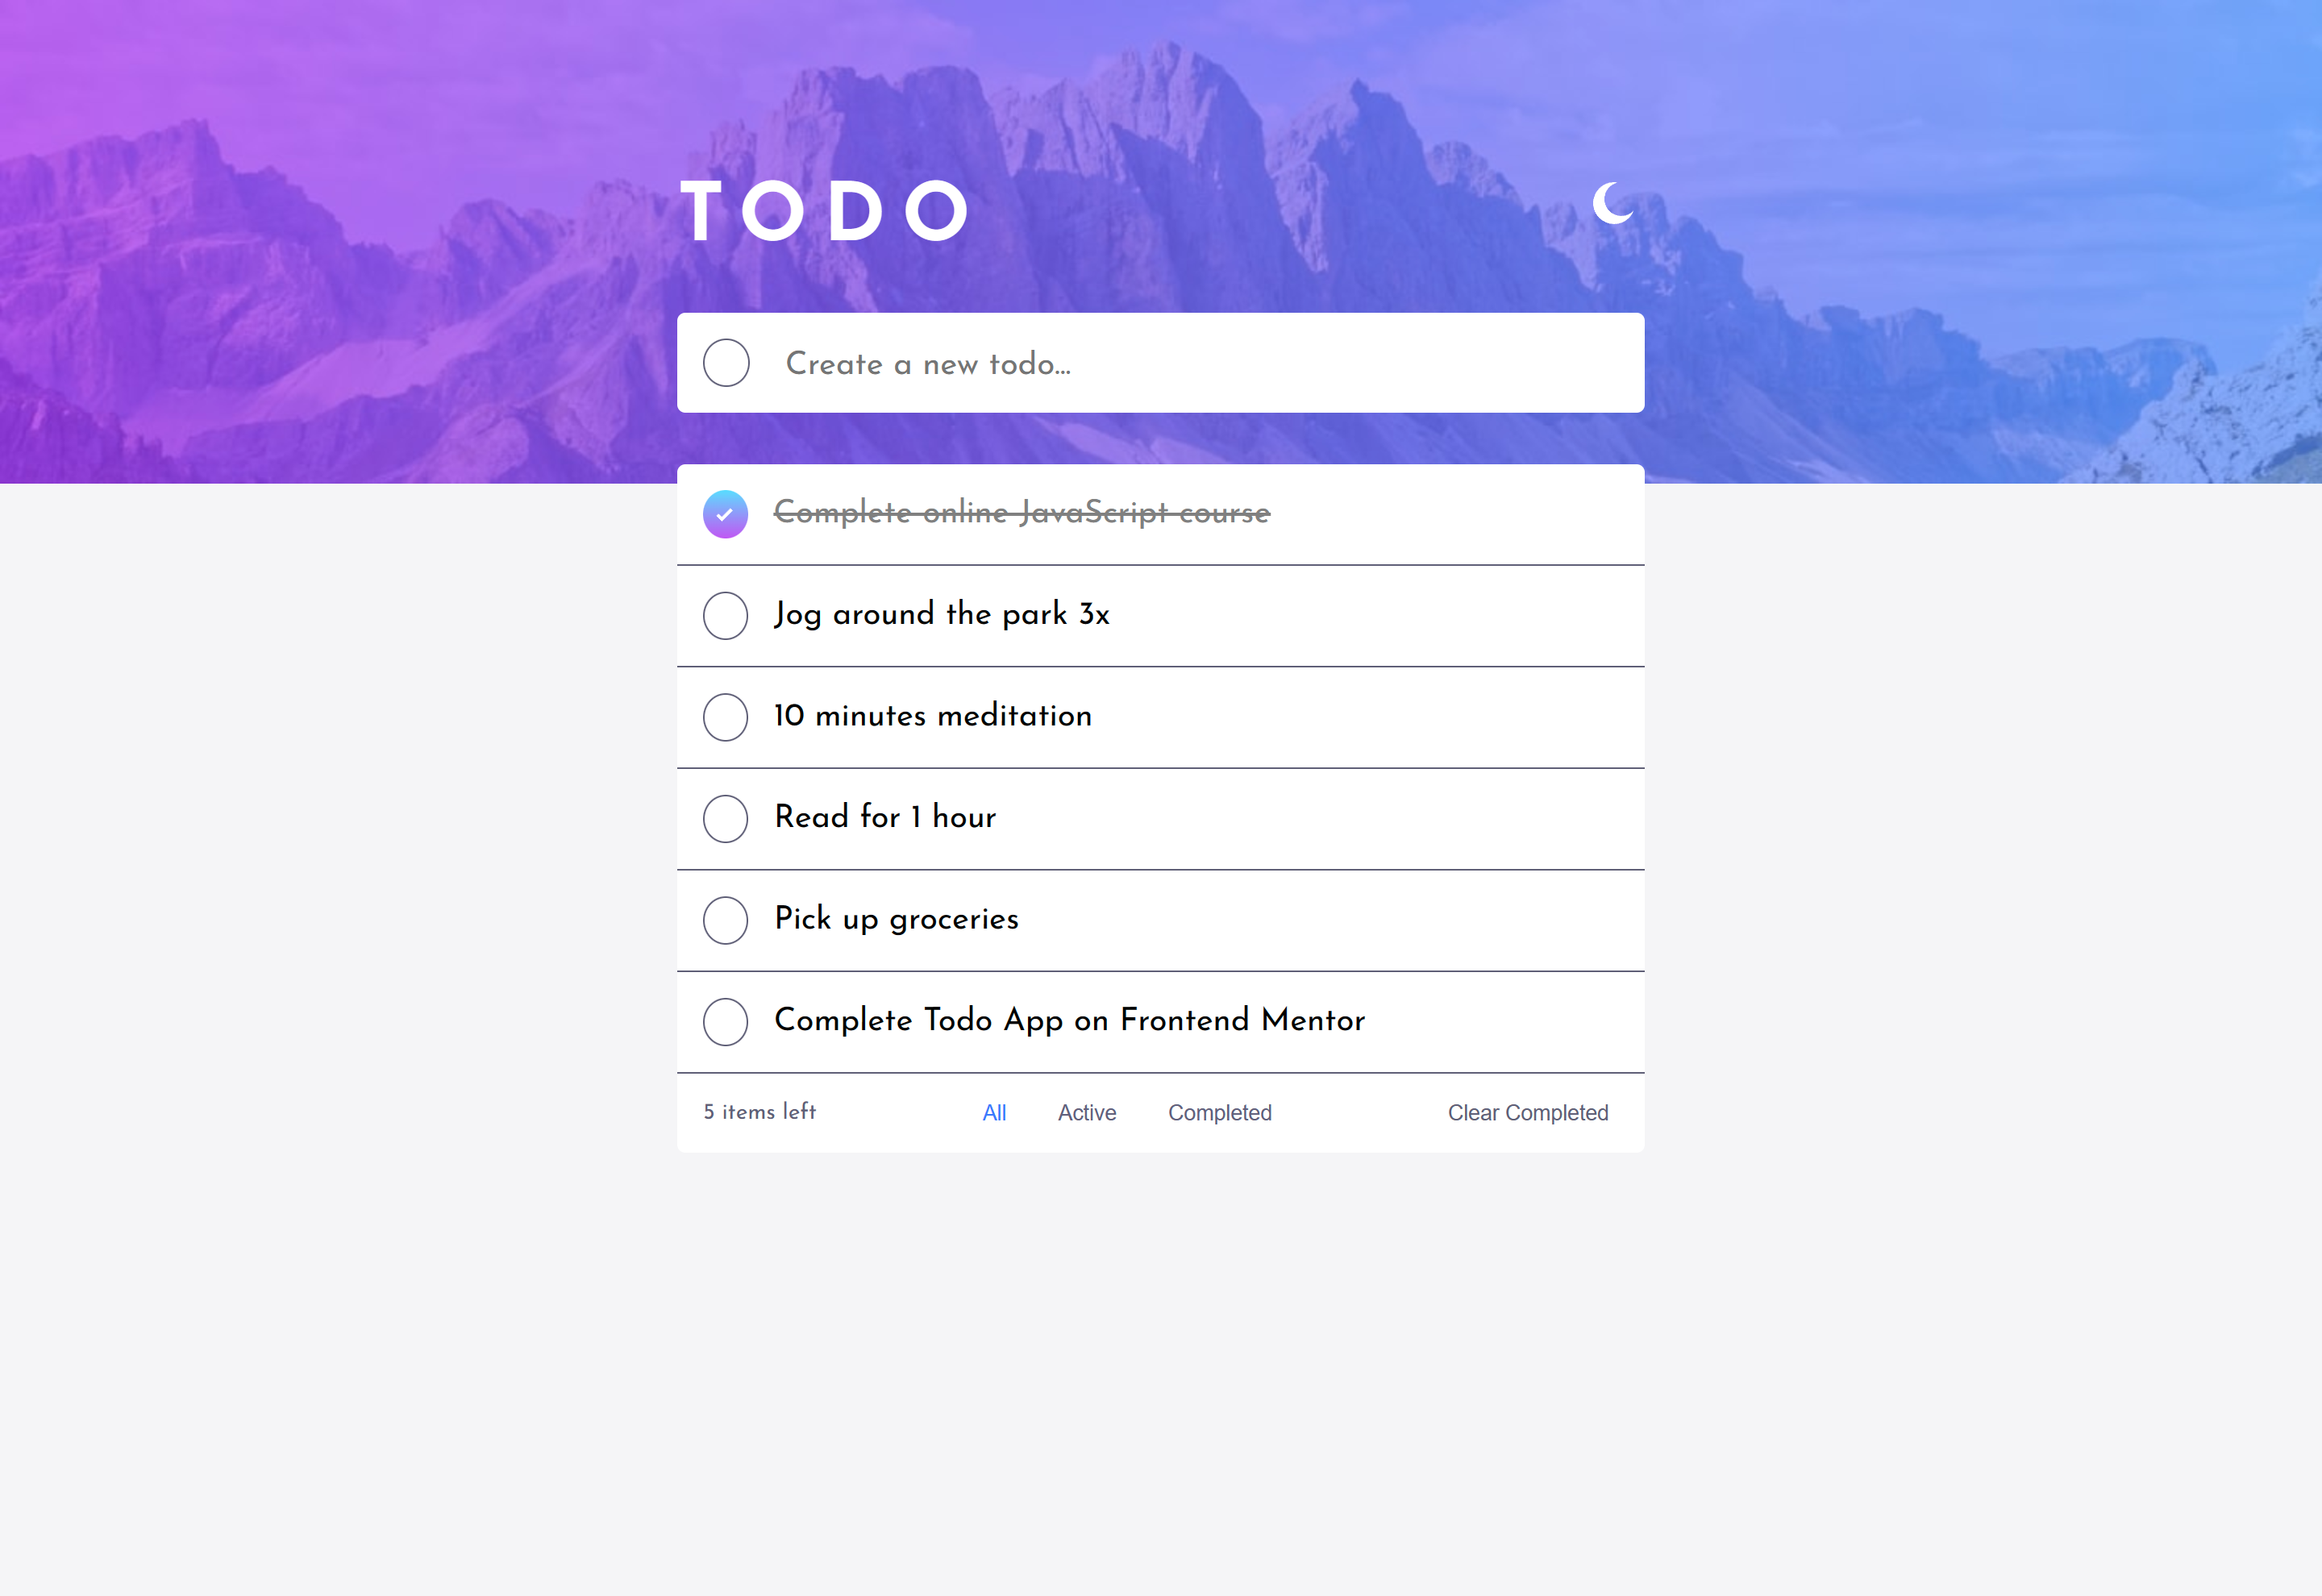 TODO
Create a new todo...
Complete online JavaScript course
Jog around the park 3x
10 minutes meditation
Read for 1 hour
Pick up groceries
Complete Todo App on Frontend Mentor
5 items left All Active Completed Clear Completed